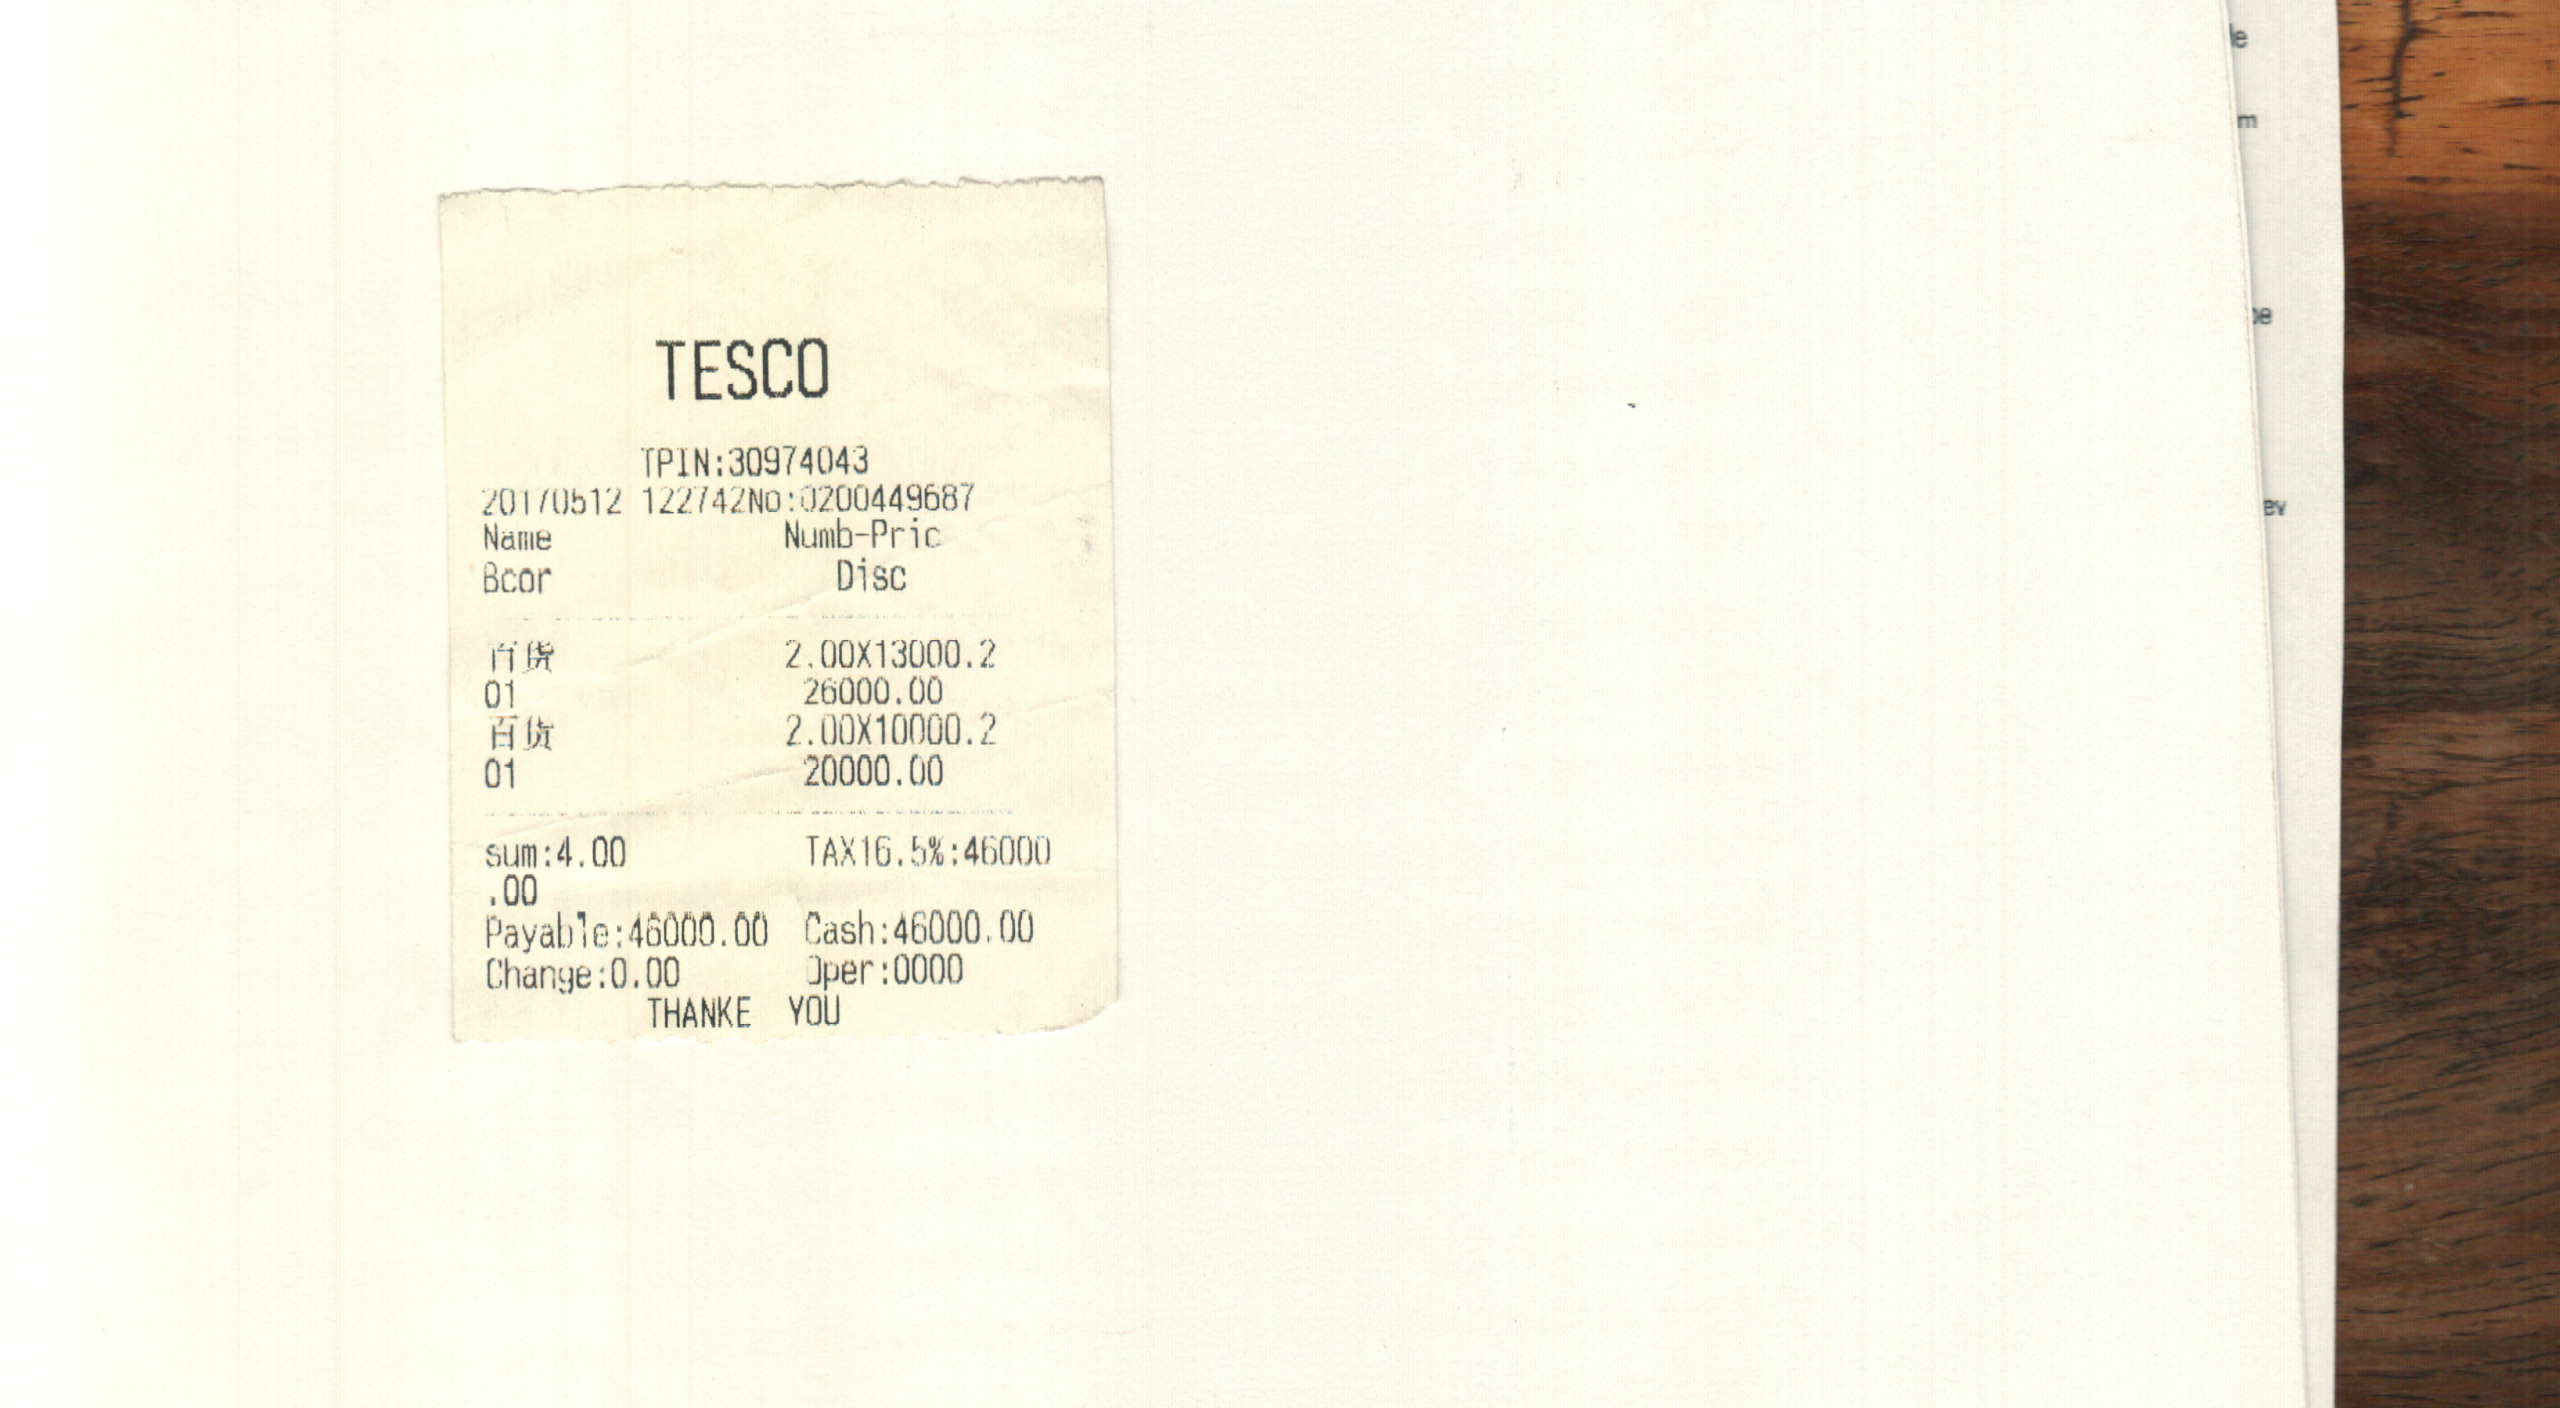 TESCO
TPIN:30974043
20170512 122742No:0200449687
Name Numb-Pric
Bcor Disc
百货 2.00X13000.2
01 26000.00
百货 2.00X10000.2
01 20000.00
sum:4.00 TAX16.5%:46000
.00
Payable:46000.00 Cash:46000.00
Change:0.00 Oper:0000
THANKE YOU
le
m
ev